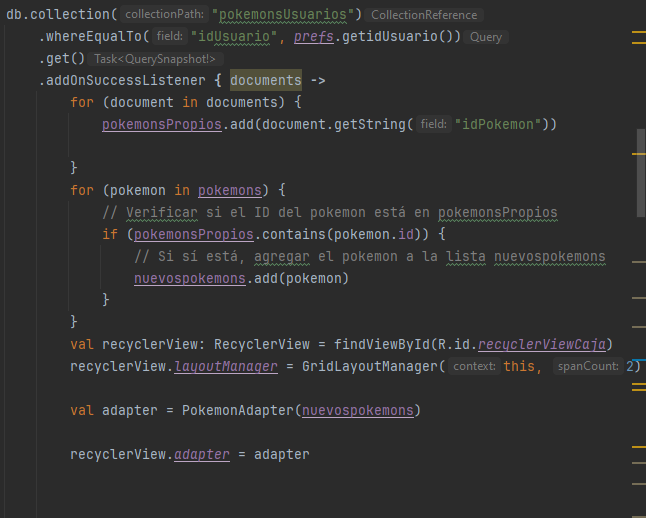 db.collection( collectionPath: "pokemonsUsuarios") CollectionReference
.whereEqualTo( field: "idUsuario", prefs.getidUsuario()) Query
.get() Task<QuerySnapshot!>
.addOnSuccessListener { documents ->
for (document in documents) {
pokemonsPropios.add(document.getString( field: "idPokemon"))
}
for (pokemon in pokemons) {
// Verificar si el ID del pokemon está en pokemonsPropios
if (pokemonsPropios.contains(pokemon.id)) {
// Si sí está, agregar el pokemon a la lista nuevospokemons
nuevospokemons.add(pokemon)
}
}
val recyclerView: RecyclerView = findViewById(R.id.recyclerViewCaja)
recyclerView.layoutManager = GridLayoutManager( context: this, spanCount: 2)
val adapter = PokemonAdapter(nuevospokemons)
recyclerView.adapter = adapter